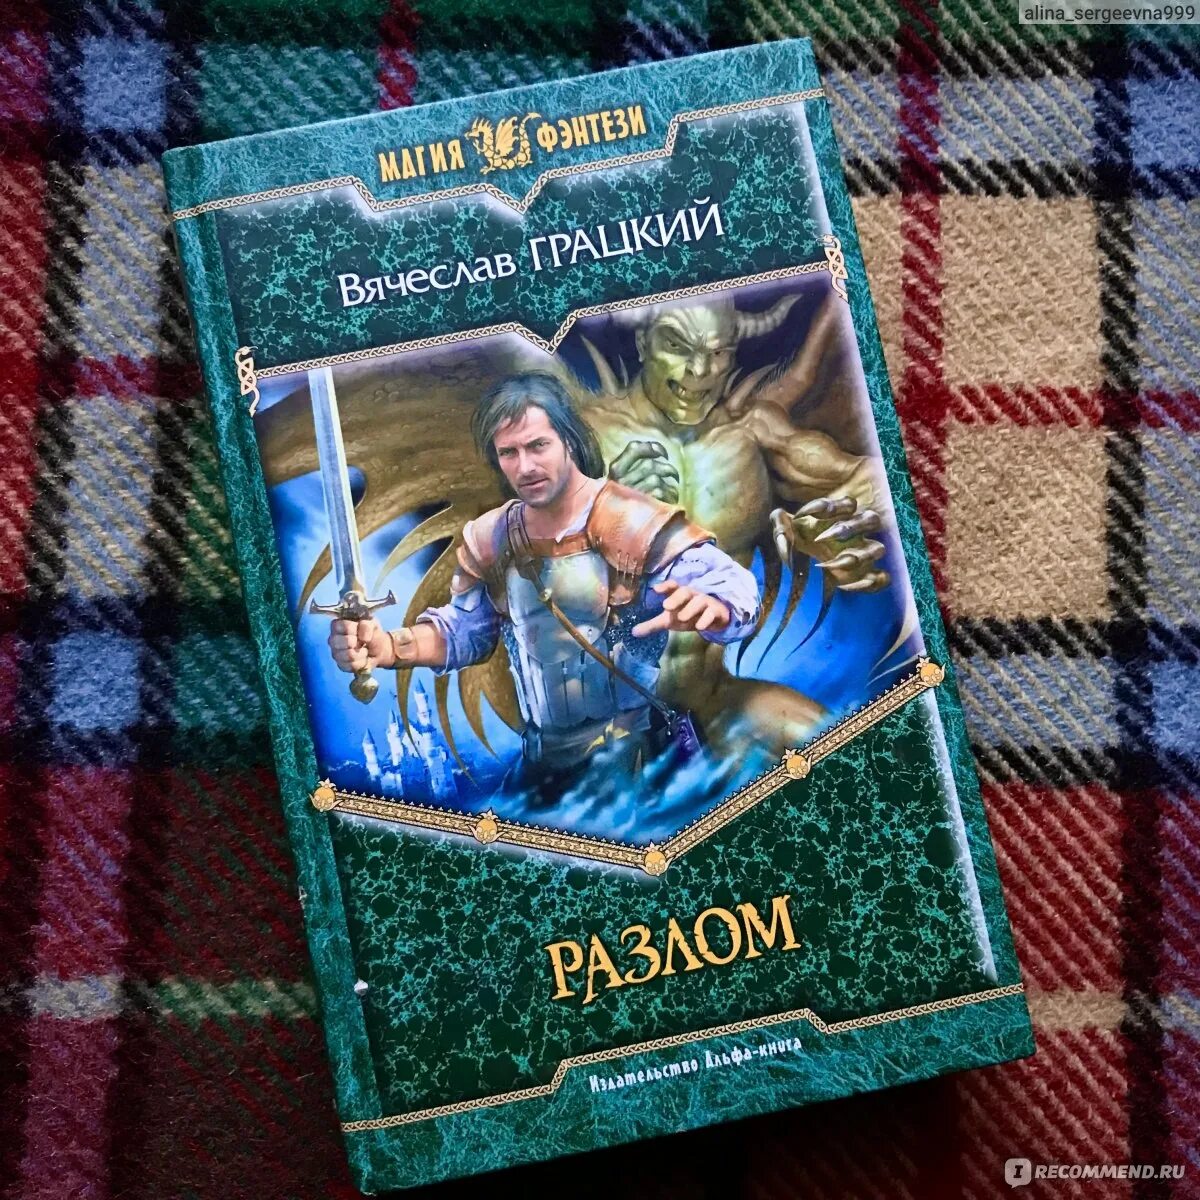 alina_sergeevna999
МАГИЯ ФЭНТЕЗИ
Вячеслав ГРАЦКИЙ
РАЗЛОМ
Издательство Альфа-книга
I RECOMMEND.RU